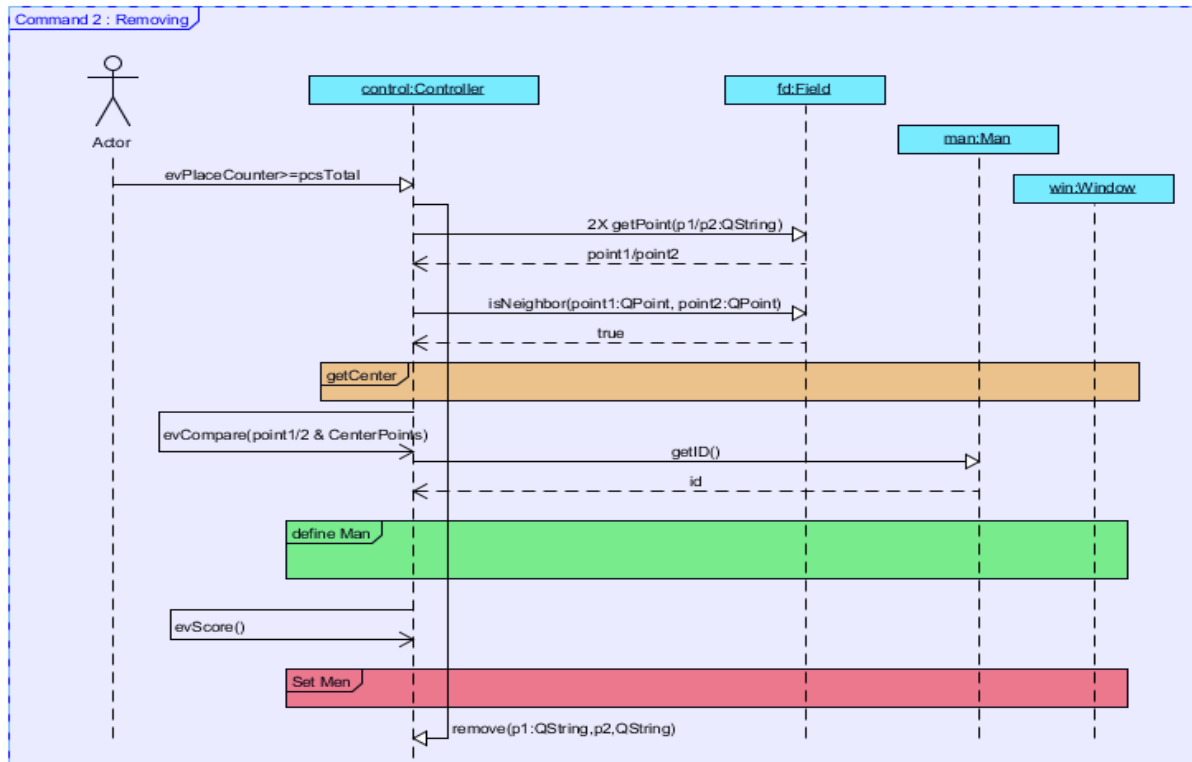 Command 2 : Removing
control:Controller
fd:Field
Actor
man:Man
evPlaceCounter>=pcsTotal
win:Window
2X getPoint(p1/p2:QString)
point1/point2
isNeighbor(point1:QPoint, point2:QPoint)
true
getCenter
evCompare(point1/2 & CenterPoints)
getID()
id
define Man
evScore()
Set Men
remove(p1:QString,p2,QString)